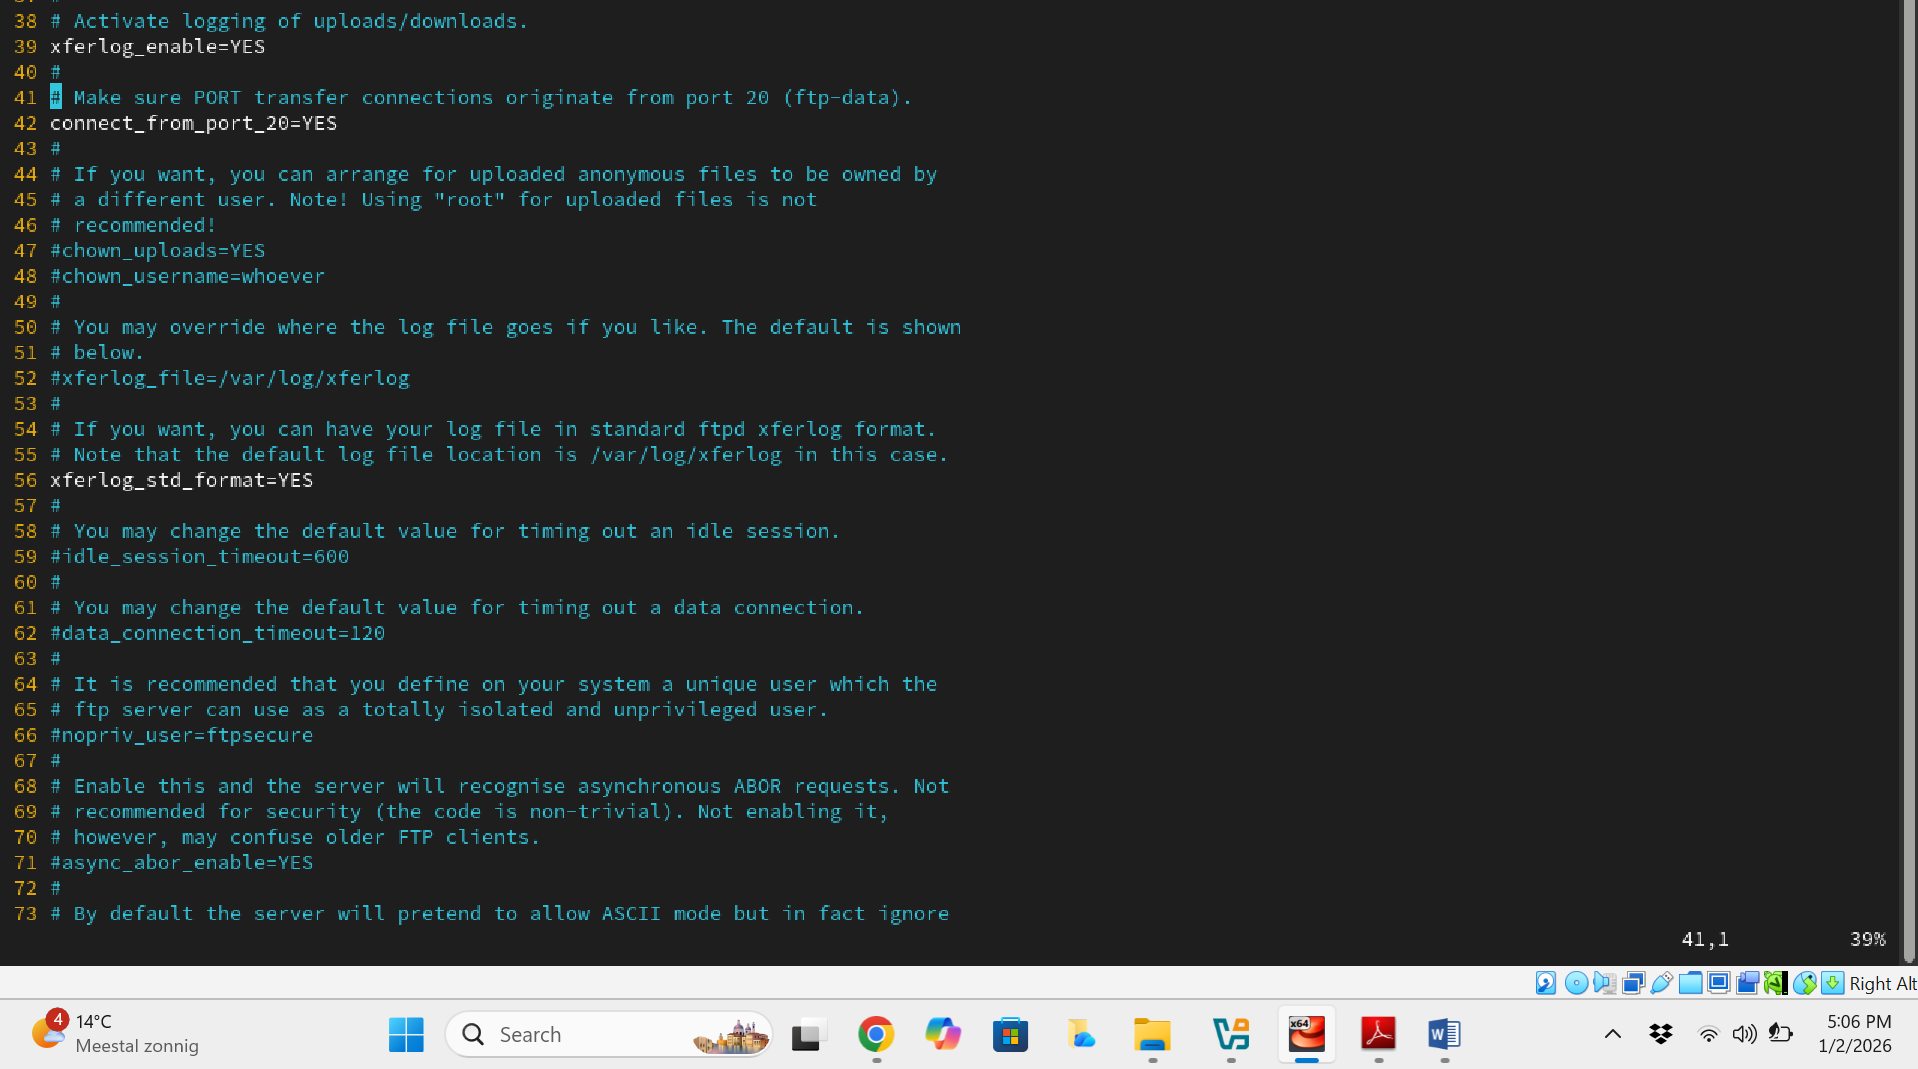 38 # Activate logging of uploads/downloads.
39 xferlog_enable=YES
40 #
41 # Make sure PORT transfer connections originate from port 20 (ftp-data).
42 connect_from_port_20=YES
43 #
44 # If you want, you can arrange for uploaded anonymous files to be owned by
45 # a different user. Note! Using "root" for uploaded files is not
46 # recommended!
47 #chown_uploads=YES
48 #chown_username=whoever
49 #
50 # You may override where the log file goes if you like. The default is shown
51 # below.
52 #xferlog_file=/var/log/xferlog
53 #
54 # If you want, you can have your log file in standard ftpd xferlog format.
55 # Note that the default log file location is /var/log/xferlog in this case.
56 xferlog_std_format=YES
57 #
58 # You may change the default value for timing out an idle session.
59 #idle_session_timeout=600
60 #
61 # You may change the default value for timing out a data connection.
62 #data_connection_timeout=120
63 #
64 # It is recommended that you define on your system a unique user which the
65 # ftp server can use as a totally isolated and unprivileged user.
66 #nopriv_user=ftpsecure
67 #
68 # Enable this and the server will recognise asynchronous ABOR requests. Not
69 # recommended for security (the code is non-trivial). Not enabling it,
70 # however, may confuse older FTP clients.
71 #async_abor_enable=YES
72 #
73 # By default the server will pretend to allow ASCII mode but in fact ignore
41,1 39%
Right Alt
4
14°C
Meestal zonnig
Search
x64
5:06 PM
1/2/2026